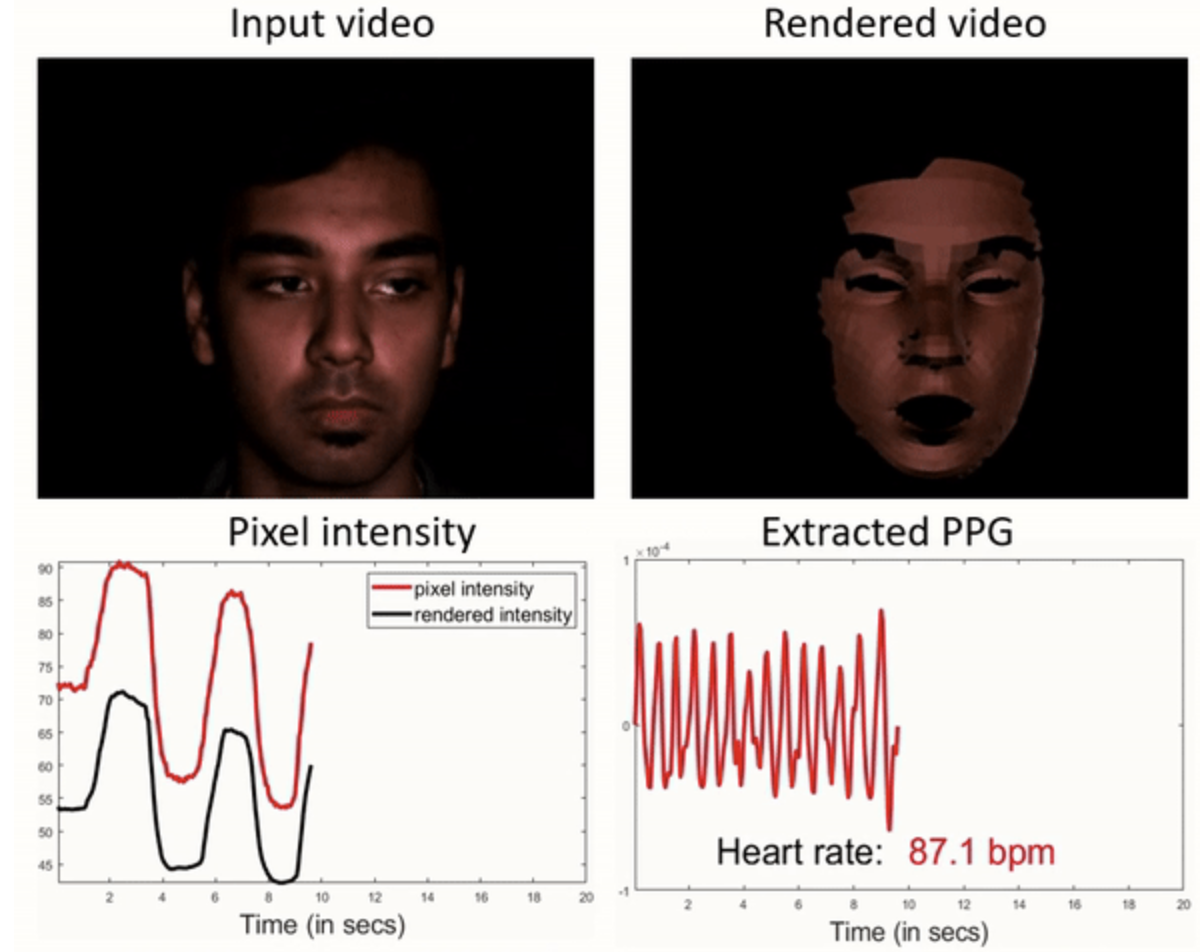 Input video
Rendered video
Pixel intensity
Extracted PPG
90
85
80
75
70
65
60
55
50
45
pixel intensity
rendered intensity
2 4 6 8 10 12 14 16 18 20
Time (in secs)
×10⁻⁴
1
0
-1
Heart rate: 87.1 bpm
2 4 6 8 10 12 14 16 18 20
Time (in secs)